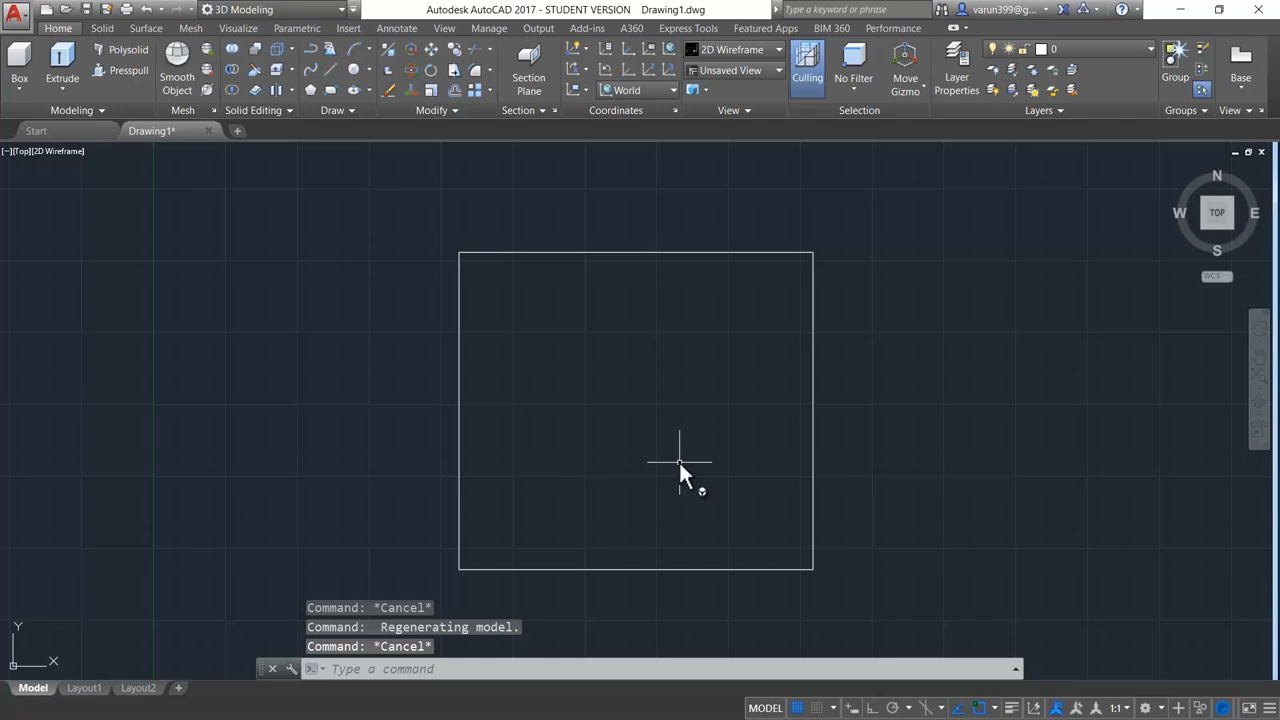 3D Modeling
Autodesk AutoCAD 2017 - STUDENT VERSION Drawing1.dwg
Type a keyword or phrase
varun399@g...
Home Solid Surface Mesh Visualize Parametric Insert Annotate View Manage Output Add-ins A360 Express Tools Featured Apps BIM 360 Performance
Box
Extrude
Polysolid
Presspull
Smooth
Object
Section
Plane
World
2D Wireframe
Unsaved View
Culling
No Filter
Move
Gizmo
Layer
Properties
0
Group
Base
Modeling Mesh Solid Editing Draw Modify Section Coordinates View Selection Layers Groups View
Start Drawing1*
[−][Top][2D Wireframe]
N
W TOP E
S
WCS
Command: *Cancel*
Command: Regenerating model.
Command: *Cancel*
Type a command
Y
X
Model Layout1 Layout2
MODEL 1:1